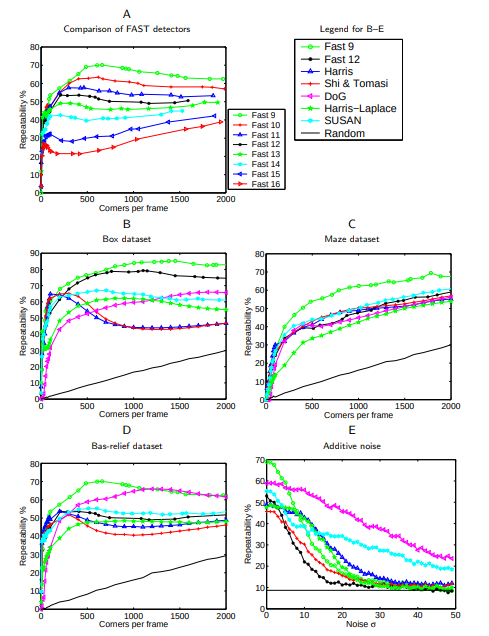 A
Comparison of FAST detectors
80
70
60
50
40
30
20
10
0
Repeatability %
0 500 1000 1500 2000
Corners per frame
Fast 9
Fast 10
Fast 11
Fast 12
Fast 13
Fast 14
Fast 15
Fast 16
Legend for B–E
Fast 9
Fast 12
Harris
Shi & Tomasi
DoG
Harris–Laplace
SUSAN
Random
B
Box dataset
90
80
70
60
50
40
30
20
10
0
Repeatability %
0 500 1000 1500 2000
Corners per frame
C
Maze dataset
80
70
60
50
40
30
20
10
0
Repeatability %
0 500 1000 1500 2000
Corners per frame
D
Bas-relief dataset
80
70
60
50
40
30
20
10
0
Repeatability %
0 500 1000 1500 2000
Corners per frame
E
Additive noise
70
60
50
40
30
20
10
0
Repeatability %
0 10 20 30 40 50
Noise σ